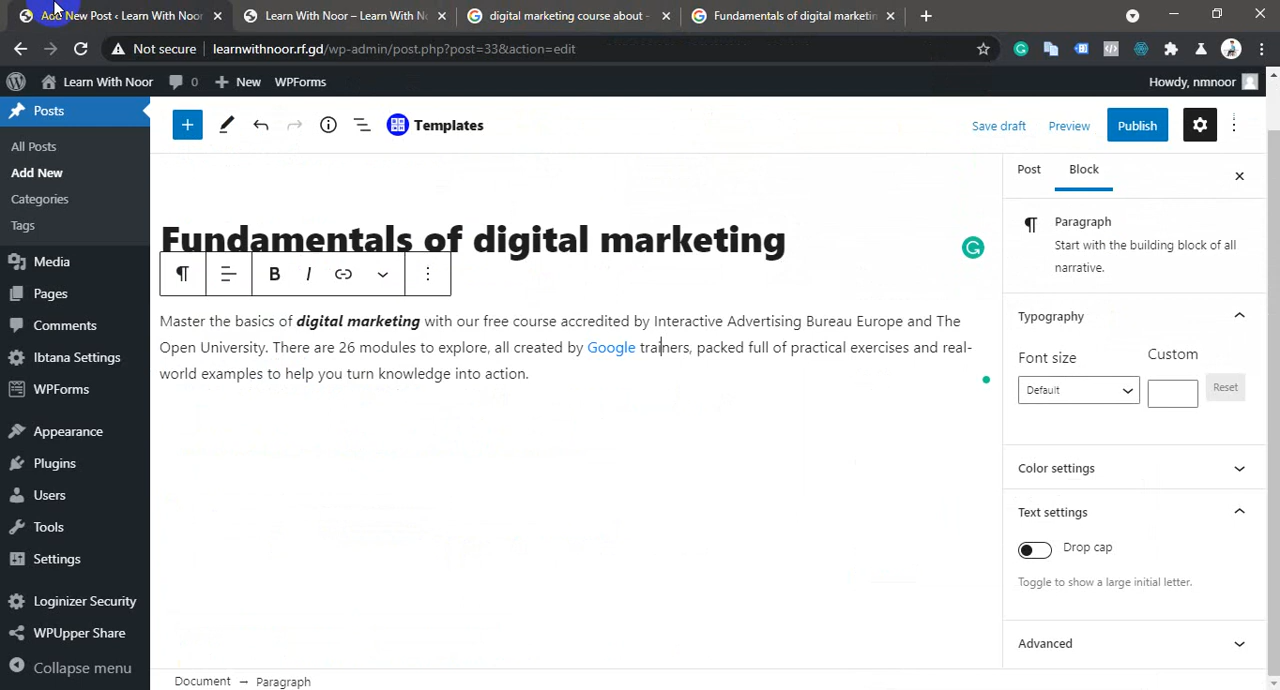 Add New Post ‹ Learn With Noor
Learn With Noor – Learn With N
digital marketing course about -
Fundamentals of digital marketin
Not secure
learnwithnoor.rf.gd/wp-admin/post.php?post=33&action=edit
Learn With Noor
0
New
WPForms
Howdy, nmnoor
Posts
All Posts
Add New
Categories
Tags
Media
Pages
Comments
Ibtana Settings
WPForms
Appearance
Plugins
Users
Tools
Settings
Loginizer Security
WPUpper Share
Collapse menu
Templates
Save draft
Preview
Publish
Fundamentals of digital marketing
B
I
Master the basics of digital marketing with our free course accredited by Interactive Advertising Bureau Europe and The
Open University. There are 26 modules to explore, all created by Google trainers, packed full of practical exercises and real-
world examples to help you turn knowledge into action.
Post
Block
Paragraph
Start with the building block of all
narrative.
Typography
Font size
Custom
Default
Reset
Color settings
Text settings
Drop cap
Toggle to show a large initial letter.
Advanced
Document → Paragraph